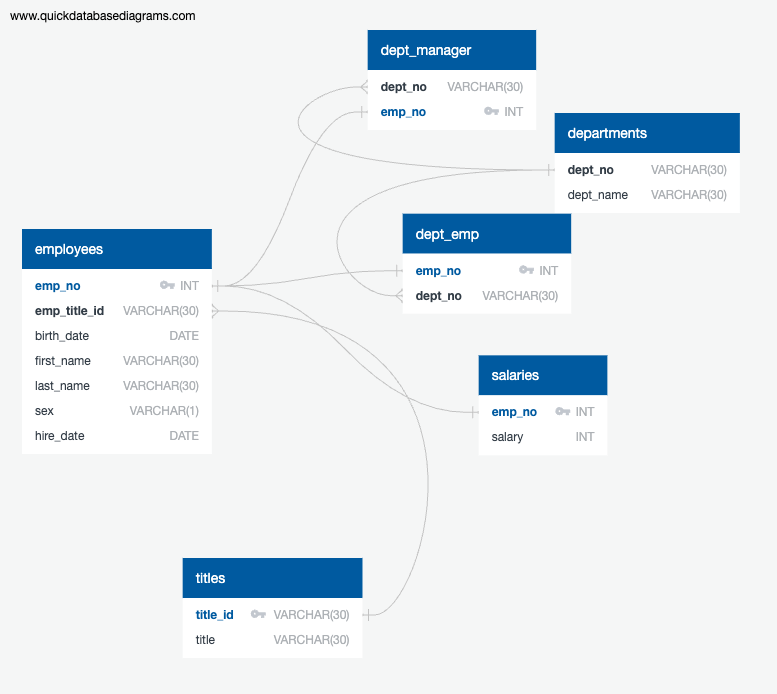 www.quickdatabasediagrams.com
dept_manager
dept_no VARCHAR(30)
emp_no INT
departments
dept_no VARCHAR(30)
dept_name VARCHAR(30)
dept_emp
emp_no INT
dept_no VARCHAR(30)
employees
emp_no INT
emp_title_id VARCHAR(30)
birth_date DATE
first_name VARCHAR(30)
last_name VARCHAR(30)
sex VARCHAR(1)
hire_date DATE
salaries
emp_no INT
salary INT
titles
title_id VARCHAR(30)
title VARCHAR(30)